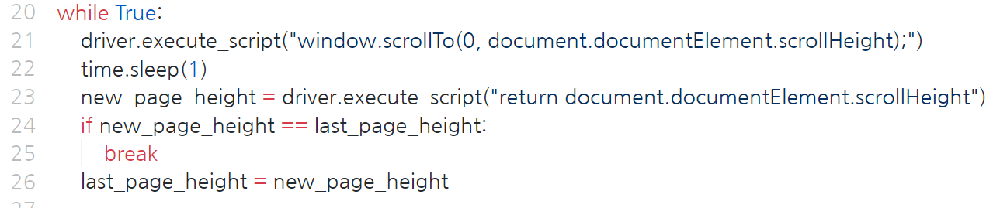 20 while True:
21 driver.execute_script("window.scrollTo(0, document.documentElement.scrollHeight);")
22 time.sleep(1)
23 new_page_height = driver.execute_script("return document.documentElement.scrollHeight")
24 if new_page_height == last_page_height:
25 break
26 last_page_height = new_page_height
27